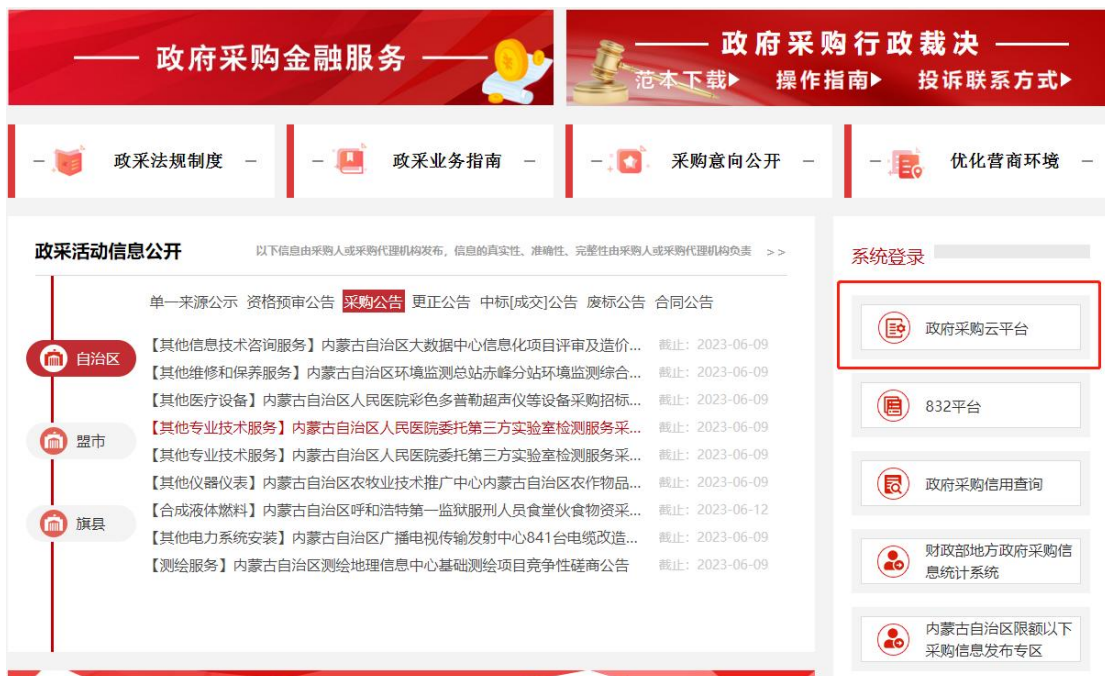 政府采购金融服务
政府采购行政裁决
范本下载 操作指南 投诉联系方式
政采法规制度
政采业务指南
采购意向公开
优化营商环境
政采活动信息公开
以下信息由采购人或采购代理机构发布，信息的真实性、准确性、完整性由采购人或采购代理机构负责 >>
单一来源公示 资格预审公告 采购公告 更正公告 中标[成交]公告 废标公告 合同公告
自治区
盟市
旗县
【其他信息技术咨询服务】内蒙古自治区大数据中心信息化项目评审及造价... 截止：2023-06-09
【其他维修和保养服务】内蒙古自治区环境监测总站赤峰分站环境监测综合... 截止：2023-06-09
【其他医疗设备】内蒙古自治区人民医院彩色多普勒超声仪等设备采购招标... 截止：2023-06-09
【其他专业技术服务】内蒙古自治区人民医院委托第三方实验室检测服务采... 截止：2023-06-09
【其他专业技术服务】内蒙古自治区人民医院委托第三方实验室检测服务采... 截止：2023-06-09
【其他仪器仪表】内蒙古自治区农牧业技术推广中心内蒙古自治区农作物品... 截止：2023-06-09
【合成液体燃料】内蒙古自治区呼和浩特第一监狱服刑人员食堂伙食物资采... 截止：2023-06-12
【其他电力系统安装】内蒙古自治区广播电视传输发射中心841台电缆改造... 截止：2023-06-09
【测绘服务】内蒙古自治区测绘地理信息中心基础测绘项目竞争性磋商公告 截止：2023-06-09
系统登录
政府采购云平台
832平台
政府采购信用查询
财政部地方政府采购信
息统计系统
内蒙古自治区限额以下
采购信息发布专区